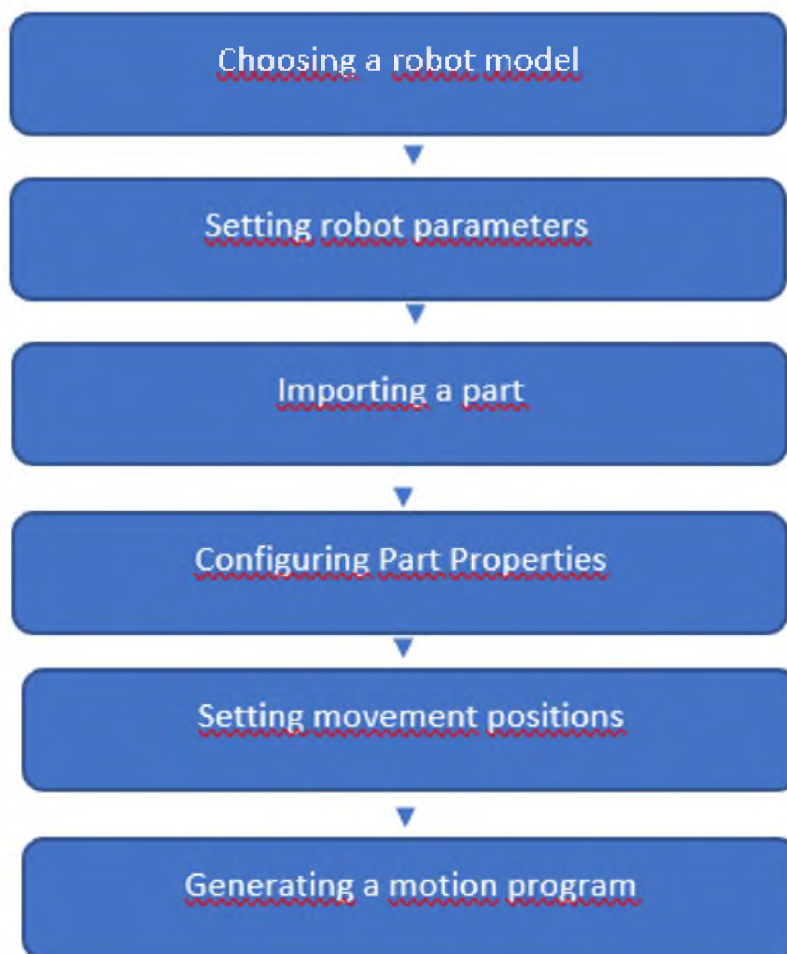 Choosing a robot model
Setting robot parameters
Importing a part
Configuring Part Properties
Setting movement positions
Generating a motion program